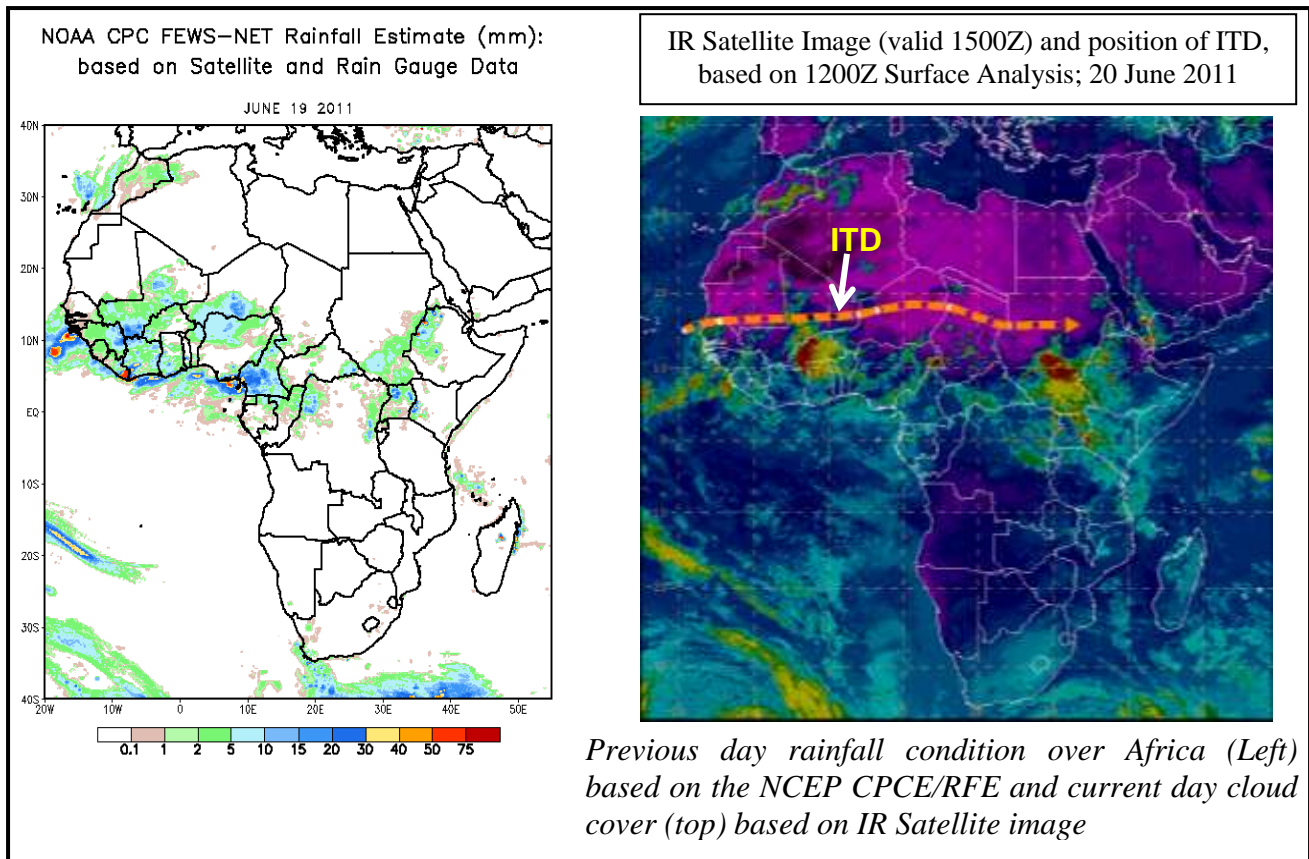 NOAA CPC FEWS-NET Rainfall Estimate (mm):
based on Satellite and Rain Gauge Data
JUNE 19 2011
40N
30N
20N
10N
EQ
10S
20S
30S
40S
20W 10W 0 10E 20E 30E 40E 50E
0.1 1 2 5 10 15 20 30 40 50 75
IR Satellite Image (valid 1500Z) and position of ITD,
based on 1200Z Surface Analysis; 20 June 2011
ITD
Previous day rainfall condition over Africa (Left)
based on the NCEP CPCE/RFE and current day cloud
cover (top) based on IR Satellite image